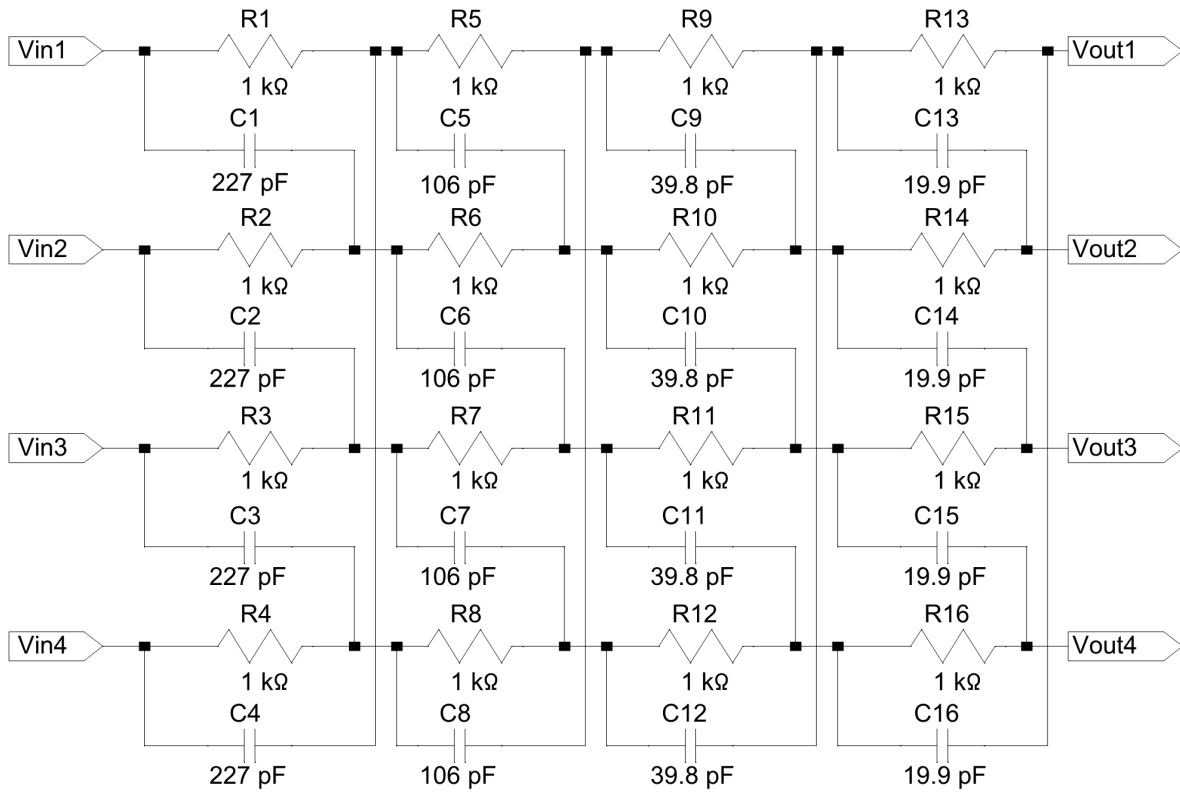 R1 R5 R9 R13
Vin1 Vout1
1 kΩ 1 kΩ 1 kΩ 1 kΩ
C1 C5 C9 C13
227 pF 106 pF 39.8 pF 19.9 pF
R2 R6 R10 R14
Vin2 Vout2
1 kΩ 1 kΩ 1 kΩ 1 kΩ
C2 C6 C10 C14
227 pF 106 pF 39.8 pF 19.9 pF
R3 R7 R11 R15
Vin3 Vout3
1 kΩ 1 kΩ 1 kΩ 1 kΩ
C3 C7 C11 C15
227 pF 106 pF 39.8 pF 19.9 pF
R4 R8 R12 R16
Vin4 Vout4
1 kΩ 1 kΩ 1 kΩ 1 kΩ
C4 C8 C12 C16
227 pF 106 pF 39.8 pF 19.9 pF